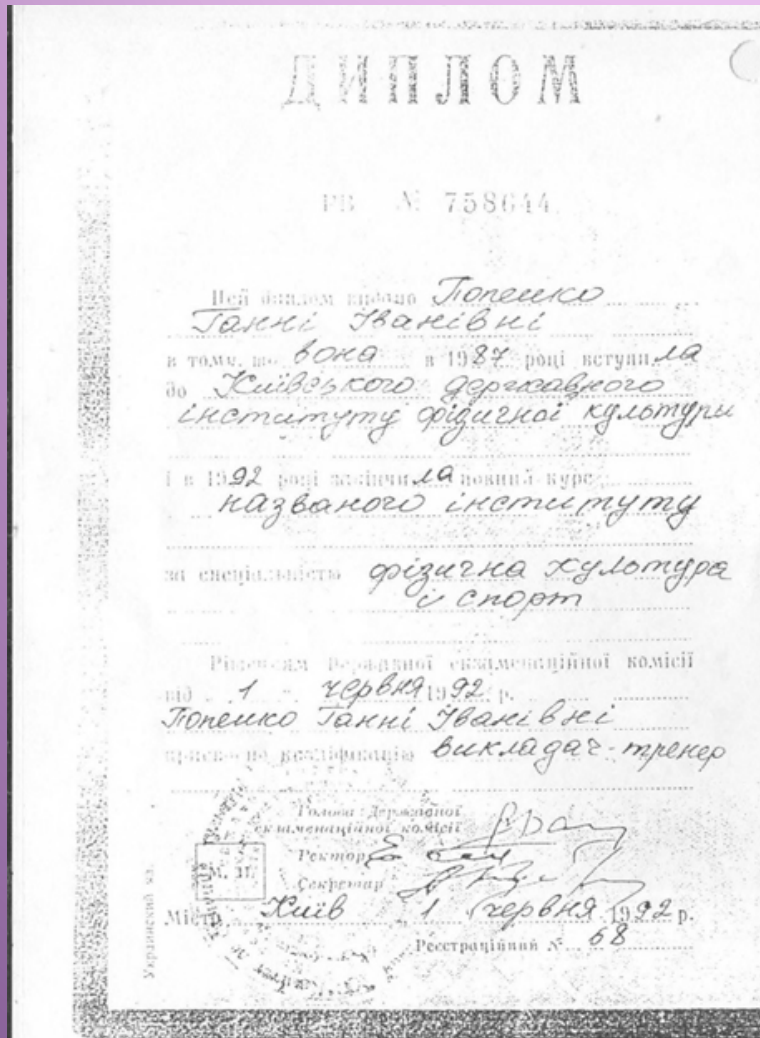 ДИПЛОМ
РВ № 758644
Цей диплом видано Попенко
Ганні Іванівні
в тому, що вона в 1987 році вступила
до Київського державного
інституту фізичної культуры
і в 1992 році закінчила повний курс
названого інституту
за спеціальністю фізична культура
і спорт
Рішенням Державної екзаменаційної комісії
від 1 червня 1992 р.
Попенко Ганні Іванівні
присвоєно кваліфікацію викладач-тренер
Голова Державної
екзаменаційної комісії
Ректор
М. П.
Секретар
Місто Київ 1 червня 1992 р.
Реєстраційний № 68
Украинский яз.